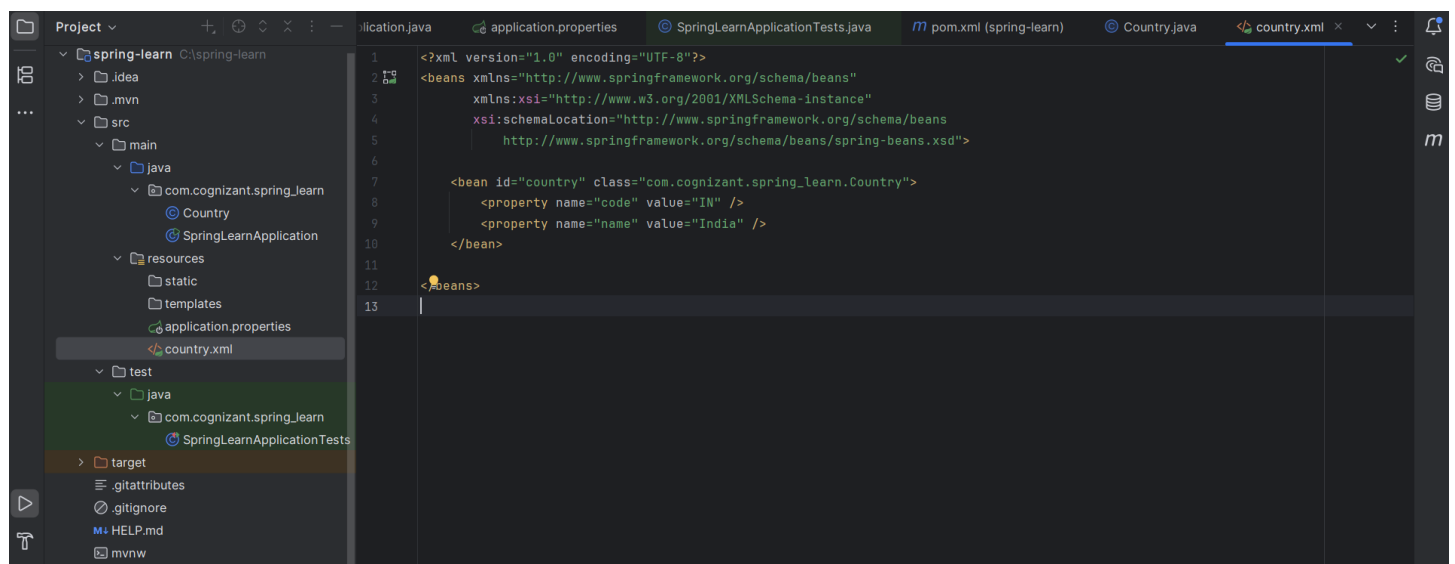 Project
lication.java
application.properties
SpringLearnApplicationTests.java
m pom.xml (spring-learn)
Country.java
country.xml
spring-learn C:\spring-learn
.idea
.mvn
src
main
java
com.cognizant.spring_learn
Country
SpringLearnApplication
resources
static
templates
application.properties
country.xml
test
java
com.cognizant.spring_learn
SpringLearnApplicationTests
target
.gitattributes
.gitignore
M↓ HELP.md
mvnw
1 <?xml version="1.0" encoding="UTF-8"?>
2 <beans xmlns="http://www.springframework.org/schema/beans"
3 xmlns:xsi="http://www.w3.org/2001/XMLSchema-instance"
4 xsi:schemaLocation="http://www.springframework.org/schema/beans
5 http://www.springframework.org/schema/beans/spring-beans.xsd">
6
7 <bean id="country" class="com.cognizant.spring_learn.Country">
8 <property name="code" value="IN" />
9 <property name="name" value="India" />
10 </bean>
11
12 </beans>
13
m